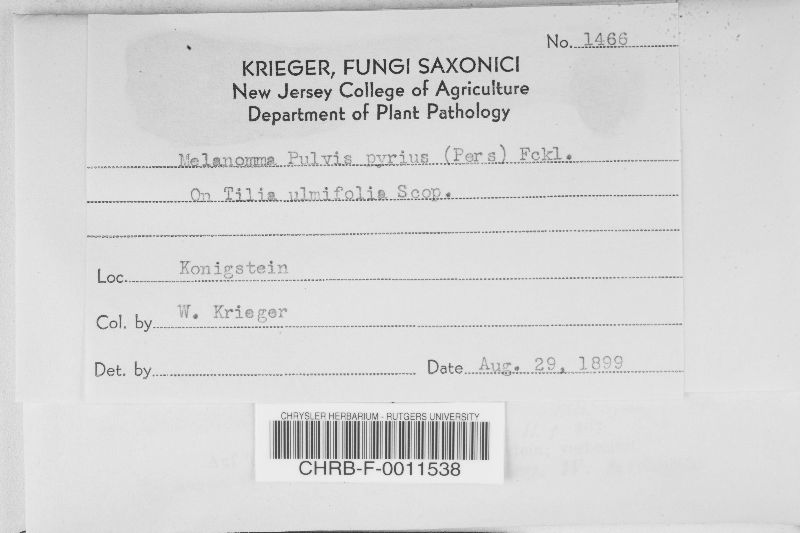 No. 1466
KRIEGER, FUNGI SAXONICI
New Jersey College of Agriculture
Department of Plant Pathology
Melanomma Pulvis pyrius (Pers) Fckl.
On Tilia ulmifolia Scop.
Loc. Konigstein
Col. by W. Krieger
Det. by
Date Aug. 29, 1899
CHRYSLER HERBARIUM - RUTGERS UNIVERSITY
CHRB-F-0011538